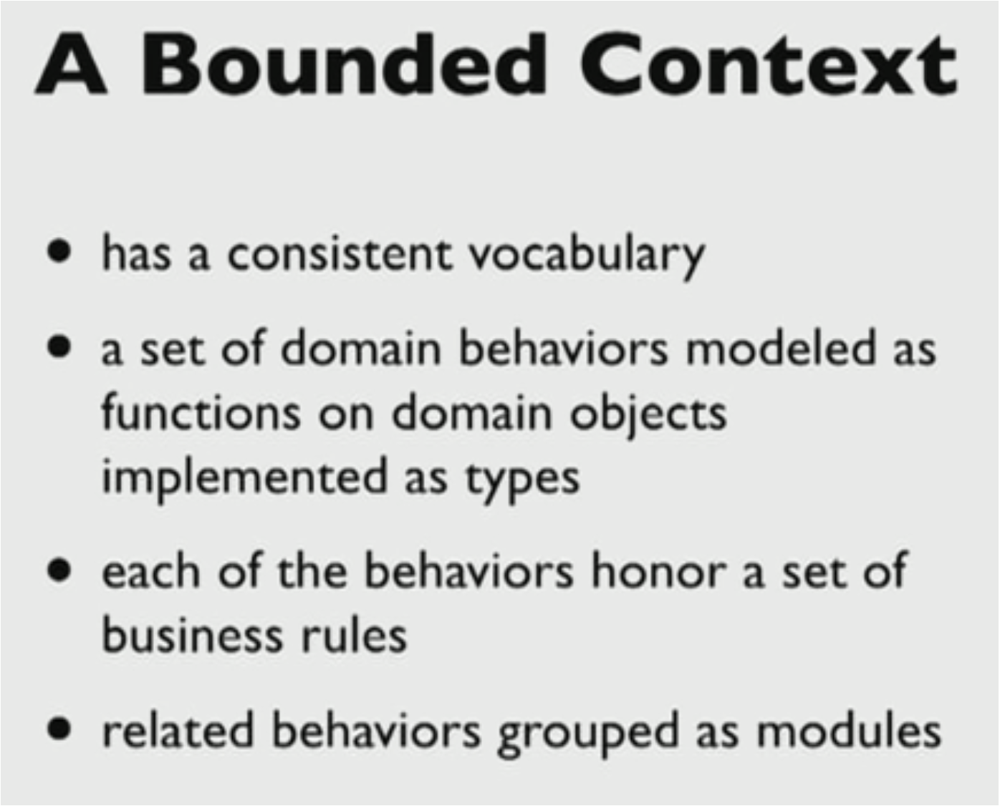 A Bounded Context
• has a consistent vocabulary
• a set of domain behaviors modeled as
functions on domain objects
implemented as types
• each of the behaviors honor a set of
business rules
• related behaviors grouped as modules